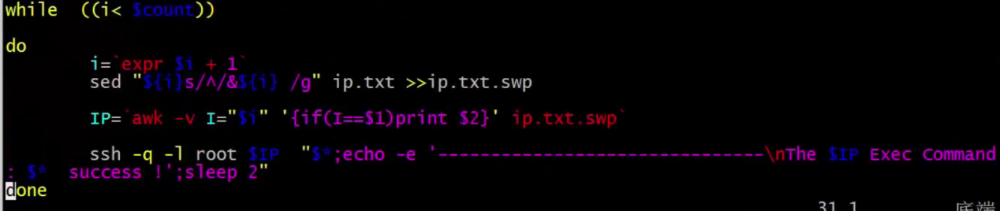 while  ((i< $count))
do
i=`expr $i + 1`
sed "${i}s/^/&${i} /g" ip.txt >>ip.txt.swp
IP=`awk -v I="$i" '{if(I==$1)print $2}' ip.txt.swp`
ssh -q -l root $IP  "$*;echo -e '-------------------------------\nThe $IP Exec Command
: $*  success !';sleep 2"
done
31,1 底端